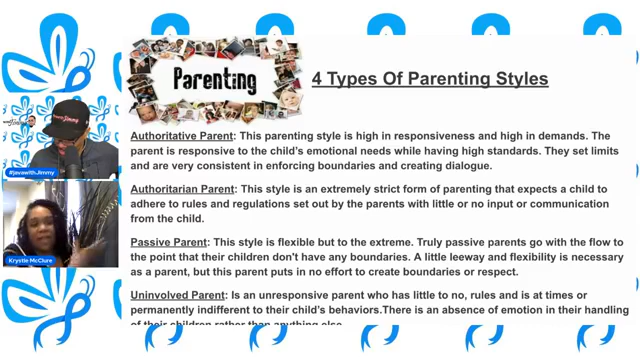 Parenting
4 Types Of Parenting Styles
Authoritative Parent: This parenting style is high in responsiveness and high in demands. The
parent is responsive to the child's emotional needs while having high standards. They set limits
and are very consistent in enforcing boundaries and creating dialogue.
Authoritarian Parent: This style is an extremely strict form of parenting that expects a child to
adhere to rules and regulations set out by the parents with little or no input or communication
from the child.
Passive Parent: This style is flexible but to the extreme. Truly passive parents go with the flow to
the point that their children don't have any boundaries. A little leeway and flexibility is necessary
as a parent, but this parent puts in no effort to create boundaries or respect.
Uninvolved Parent: Is an unresponsive parent who has little to no, rules and is at times or
permanently indifferent to their child's behaviors.There is an absence of emotion in their handling
of their children rather than anything else.
#javawithJimmy
Krystie McClure